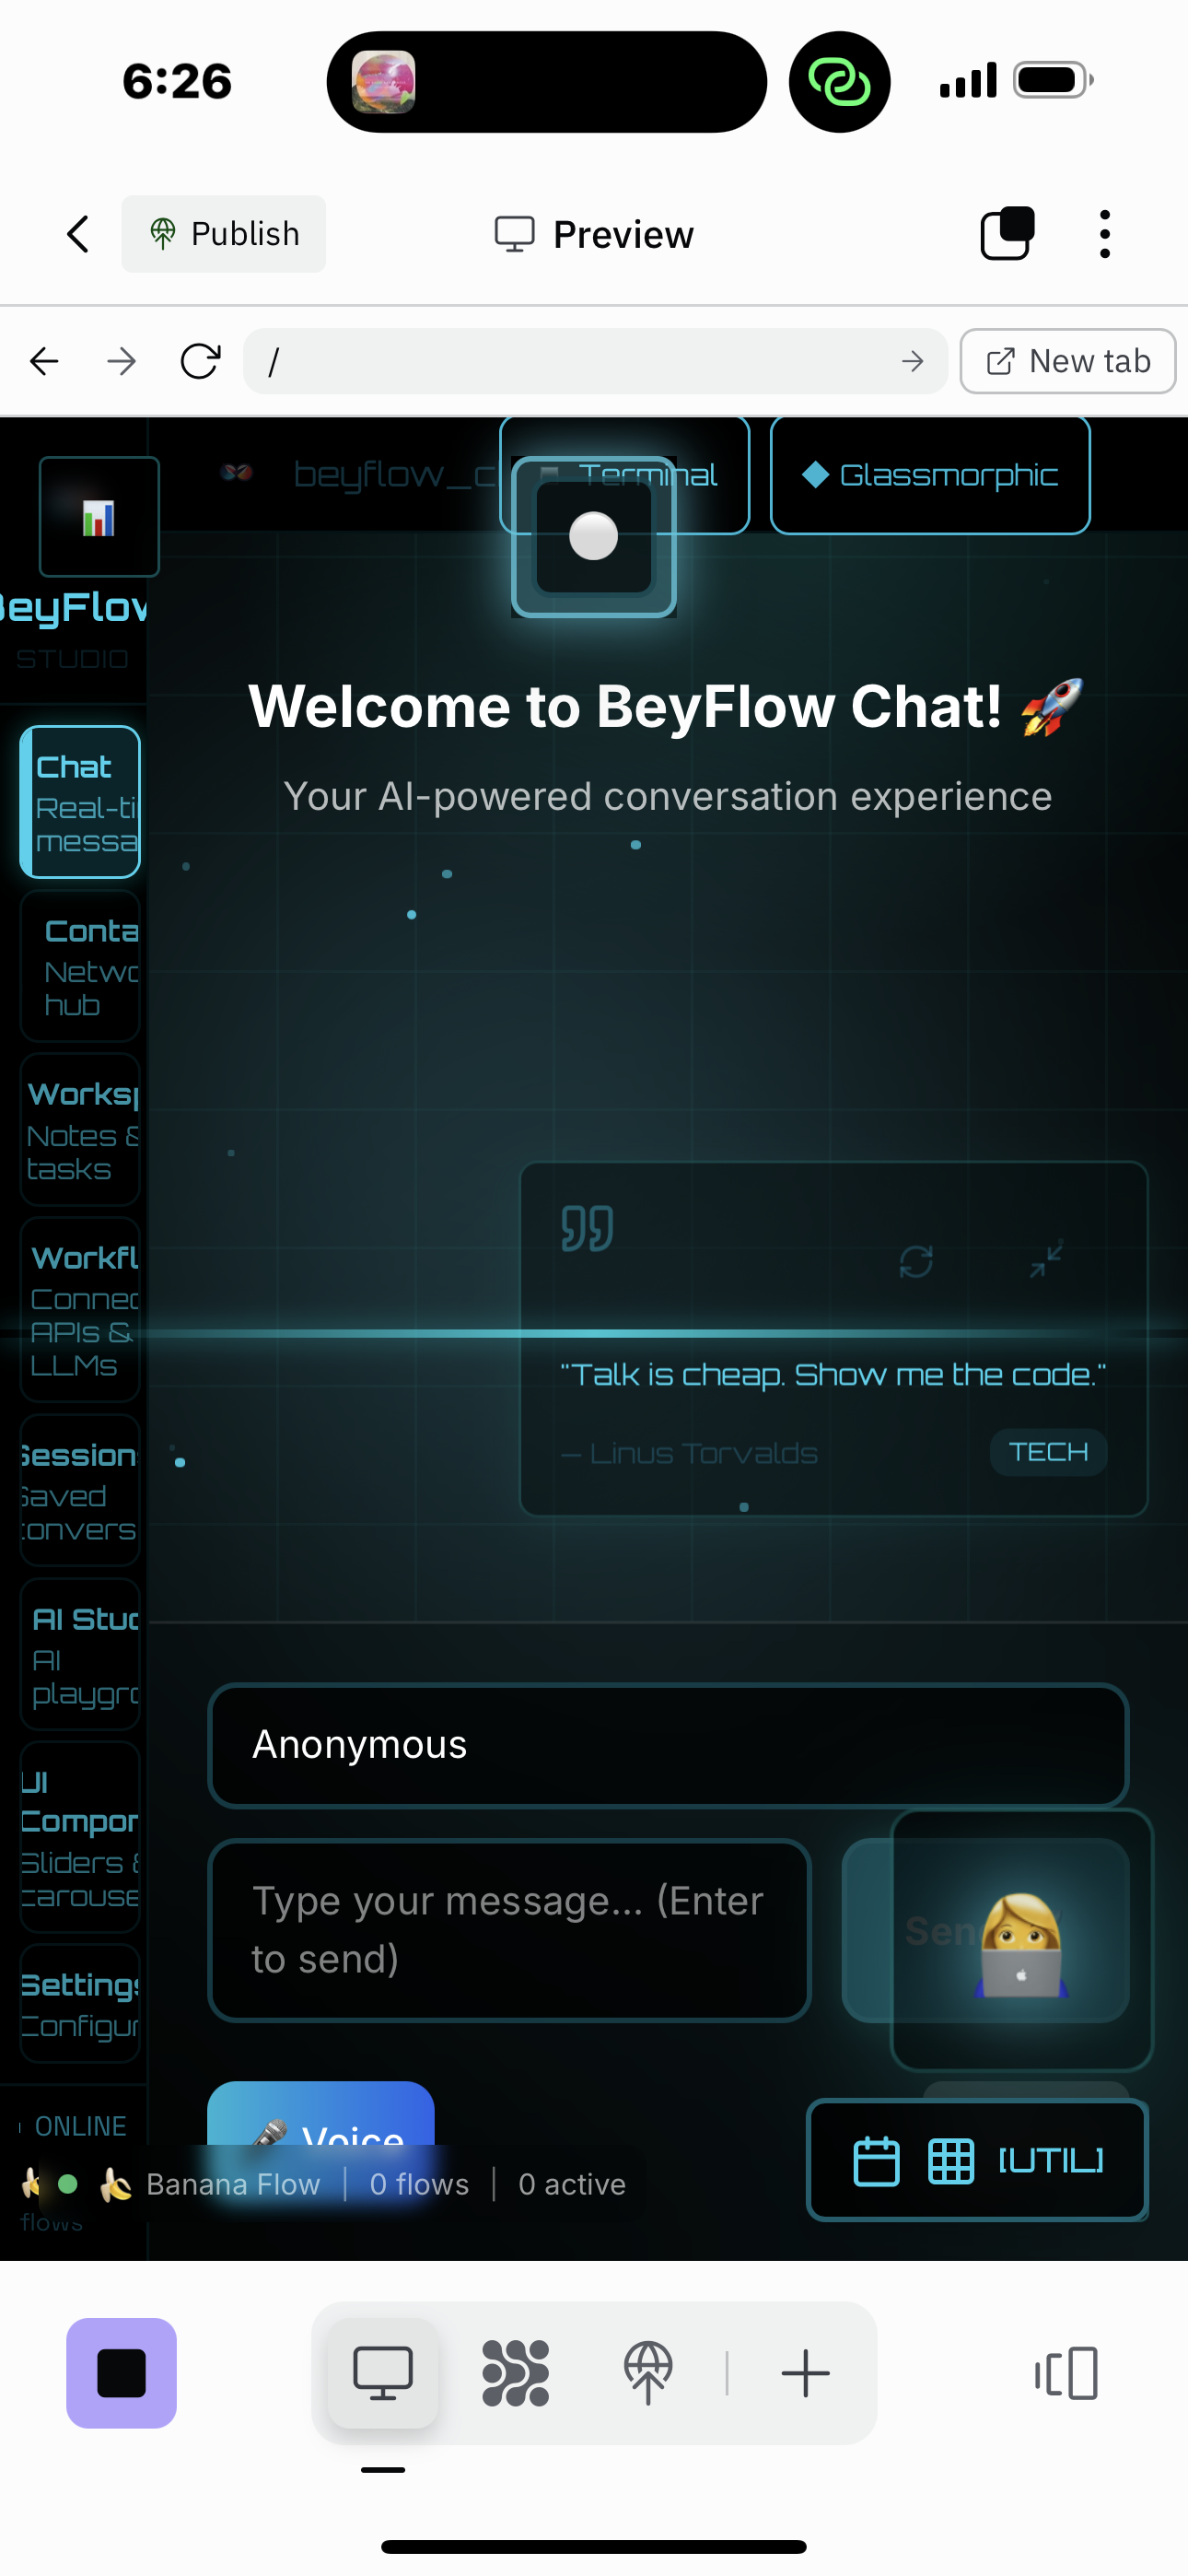 6:26
Publish
Preview
/
New tab
beyflow_c
Terminal
Glassmorphic
BeyFlow
STUDIO
Welcome to BeyFlow Chat! 🚀
Your AI-powered conversation experience
Chat
Real-ti
messa
Conta
Netwo
hub
Worksp
Notes &
tasks
Workfl
Connec
APIs &
LLMs
"Talk is cheap. Show me the code."
— Linus Torvalds
TECH
Session
Saved
convers
AI Stud
AI
playgro
UI
Compon
Sliders &
carouse
Settings
Configur
Anonymous
Type your message... (Enter
to send)
Sen
🎤 Voice
ONLINE
🍌 Banana Flow | 0 flows | 0 active
flows
[UTIL]